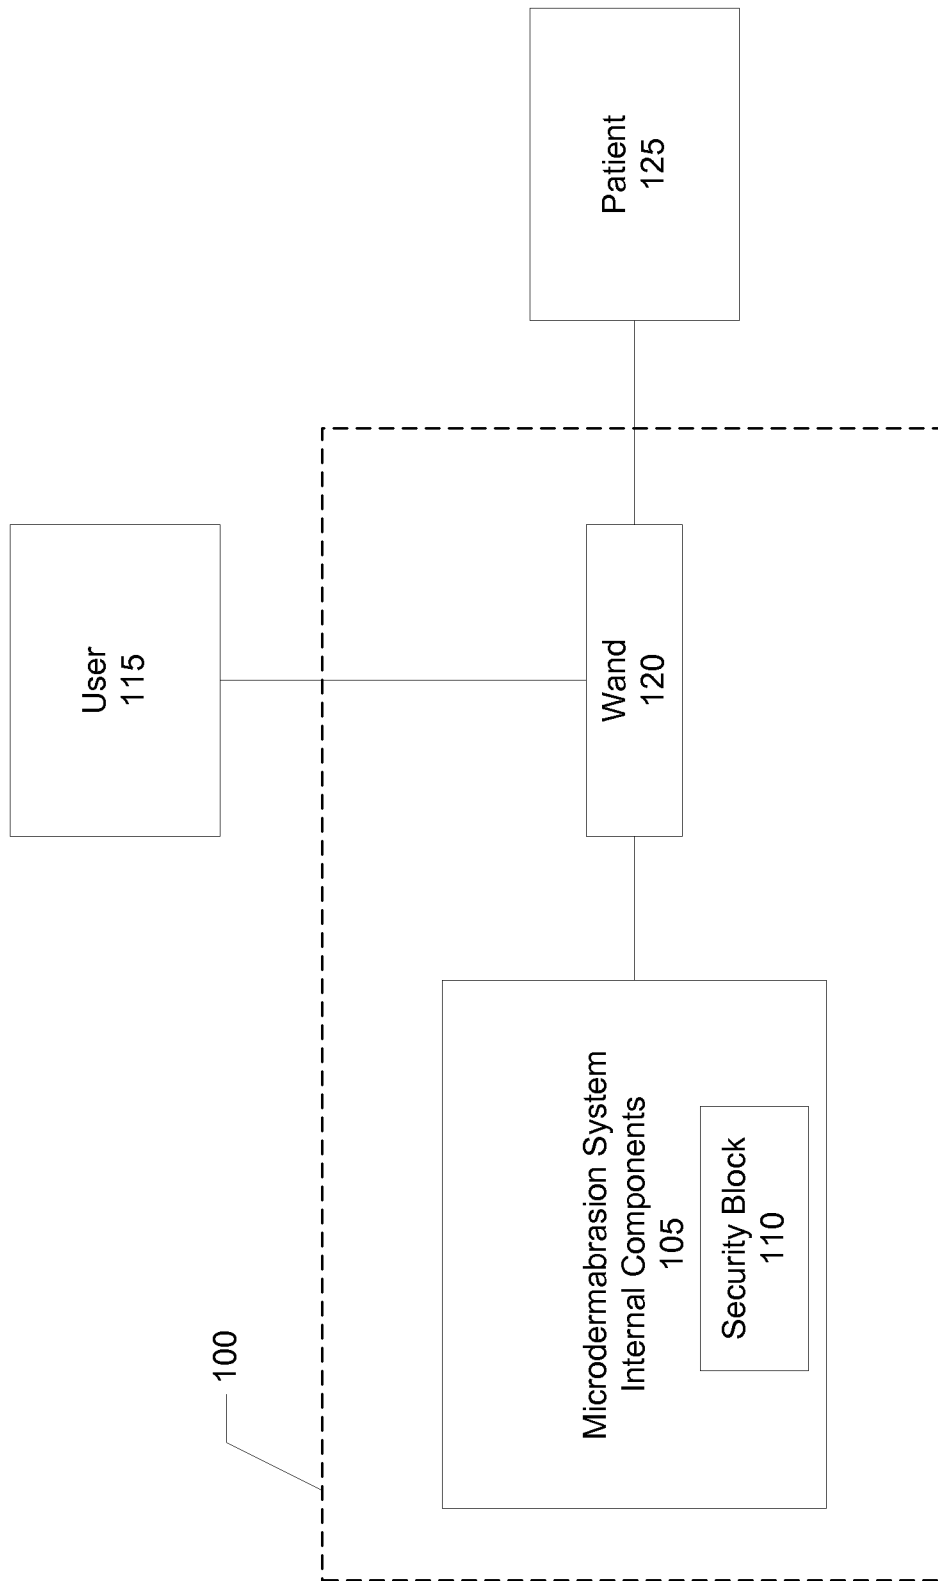 User
115
100
Microdermabrasion System
Internal Components
105
Security Block
110
Wand
120
Patient
125